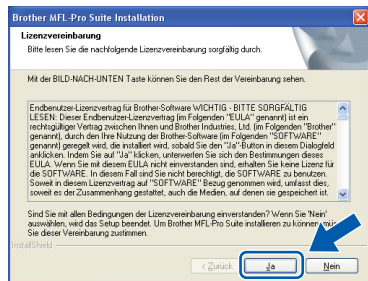 Brother MFL-Pro Suite Installation
Lizenzvereinbarung
Bitte lesen Sie die nachfolgende Lizenzvereinbarung sorgfältig durch.
Mit der BILD-NACH-UNTEN Taste können Sie den Rest der Vereinbarung sehen.
Endbenutzer-Lizenzvertrag für Brother-Software WICHTIG - BITTE SORGFÄLTIG
LESEN: Dieser Endbenutzer-Lizenzvertrag (im Folgenden "EULA" genannt) ist ein
rechtsgültiger Vertrag zwischen Ihnen und Brother Industries, Ltd. (im Folgenden "Brother"
genannt), durch den Ihre Nutzung der Brother-Software (im Folgenden "SOFTWARE"
genannt) geregelt wird, die installiert wird, sobald Sie den "Ja"-Button in diesem Dialogfeld
anklicken. Indem Sie auf "Ja" klicken, unterwerfen Sie sich den Bestimmungen dieses
EULA. Wenn Sie mit diesem EULA nicht einverstanden sind, erhalten Sie keine Lizenz für
die SOFTWARE. In diesem Fall sind Sie nicht berechtigt, die SOFTWARE zu benutzen.
Soweit in diesem Lizenzvertrag auf "SOFTWARE" Bezug genommen wird, umfasst dies,
soweit es der Zusammenhang gestattet, auch die Medien, auf denen sie gespeichert ist.
Sind Sie mit allen Bedingungen der Lizenzvereinbarung einverstanden? Wenn Sie 'Nein'
auswählen, wird das Setup beendet. Um Brother MFL-Pro Suite installieren zu können,
Sie dieser Vereinbarung zustimmen.
InstallShield
< Zurück
Ja
Nein